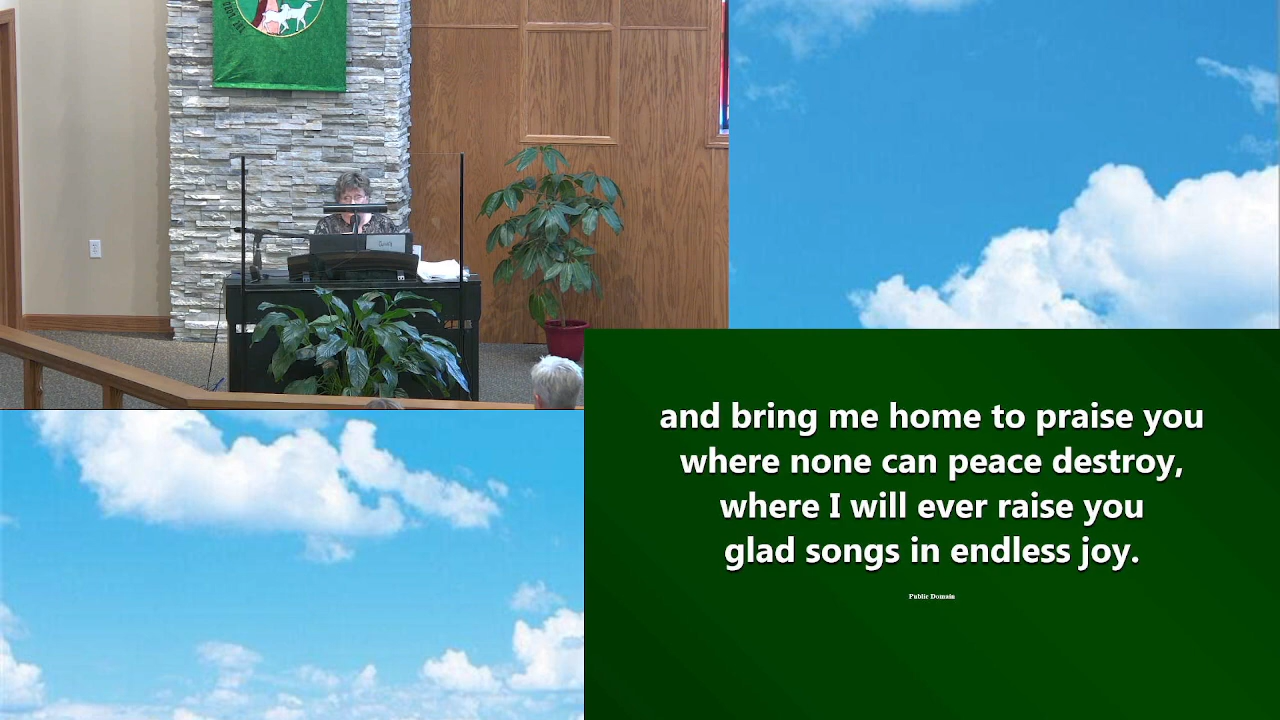 and bring me home to praise you
where none can peace destroy,
where I will ever raise you
glad songs in endless joy.
Public Domain